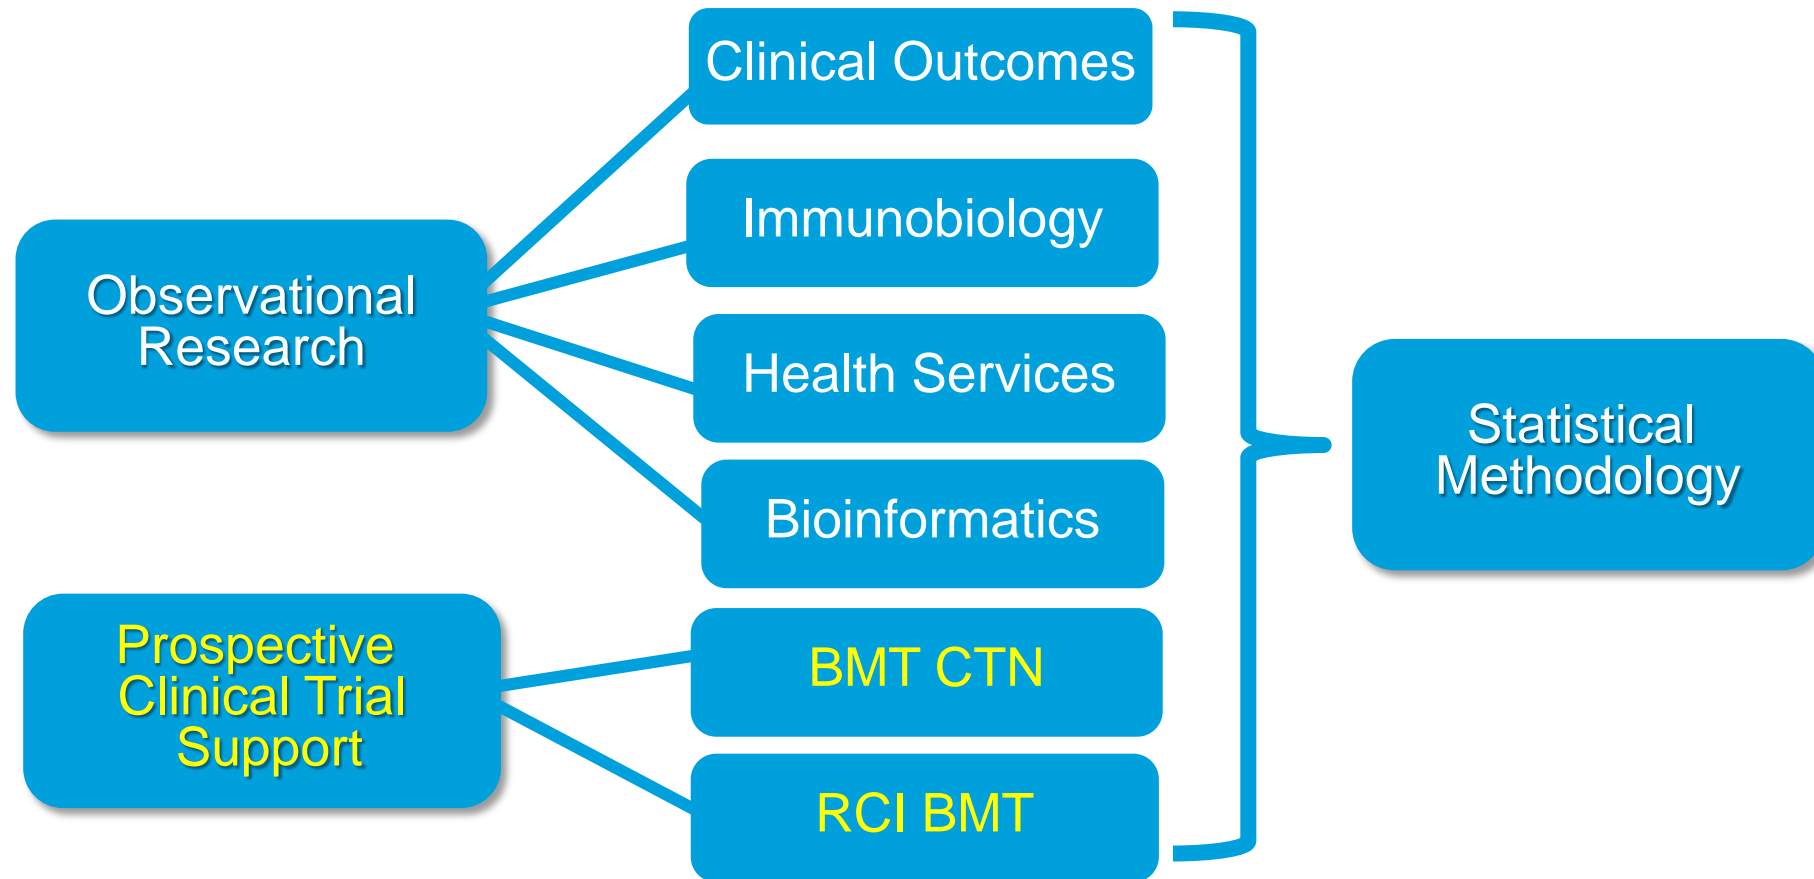 Clinical Outcomes
Immunobiology
Observational
Research
Health Services
Bioinformatics
Statistical
Methodology
Prospective
Clinical Trial
Support
BMT CTN
RCI BMT